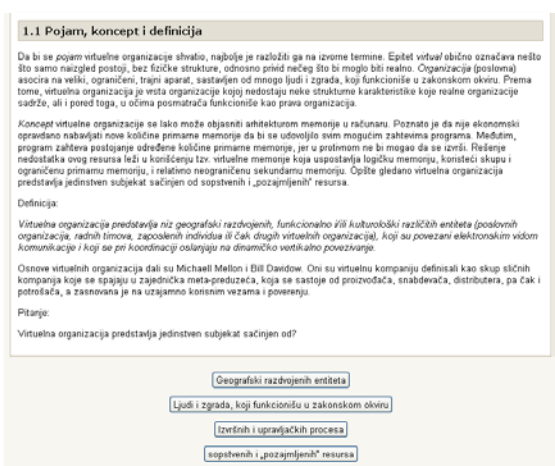 1.1 Pojam, koncept i definicija
Da bi se pojam virtuelne organizacije shvatio, najbolje je razložiti ga na izvorne termine. Epitet virtual obično označava nešto
što samo naizgled postoji, bez fizičke strukture, odnosno privid nečeg što bi moglo biti realno. Organizacija (poslovna)
asocira na veliki, ograničeni, trajni aparat, sastavljen od mnogo ljudi i zgrada, koji funkcioniše u zakonskom okviru. Prema
tome, virtuelna organizacija je vrsta organizacije kojoj nedostaju neke strukturne karakteristike koje realne organizacije
sadrže, ali i pored toga, u očima posmatrača funkcioniše kao prava organizacija.
Koncept virtuelne organizacije se lako može objasniti arhitekturom memorije u računaru. Poznato je da nije ekonomski
opravdano nabavljati nove količine primarne memorije da bi se udovoljilo svim mogućim zahtevima programa. Međutim,
program zahteva postojanje određene količine primarne memorije, jer u protivnom ne bi mogao da se izvrši. Rešenje
nedostatka ovog resursa leži u korišćenju tzv. virtuelne memorije koja uspostavlja logičku memoriju, koristeći skupu i
ograničenu primarnu memoriju, i relativno neograničenu sekundarnu memoriju. Opšte gledano virtuelna organizacija
predstavlja jedinstven subjekat sačinjen od sopstvenih i „pozajmljenih" resursa.
Definicija:
Virtuelna organizacija predstavlja niz geografski razdvojenih, funkcionalno i/ili kulturološki različitih entiteta (poslovnih
organizacija, radnih timova, zaposlenih individua ili čak drugih virtuelnih organizacija), koji su povezani elektronskim vidom
komunikacije i koji se pri koordinaciji oslanjaju na dinamičko vertikalno povezivanje.
Osnove virtuelnih organizacija dali su Michaell Mellon i Bill Davidow. Oni su virtuelnu kompaniju definisali kao skup sličnih
kompanija koje se spajaju u zajednička meta-preduzeća, koja se sastoje od proizvođača, snabdevača, distributera, pa čak i
potrošača, a zasnovana je na uzajamno korisnim vezama i poverenju.
Pitanje:
Virtuelna organizacija predstavlja jedinstven subjekat sačinjen od?
Geografski razdvojenih entiteta
Ljudi i zgrada, koji funkcionišu u zakonskom okviru
Izvršnih i upravljačkih procesa
sopstvenih i „pozajmljenih" resursa